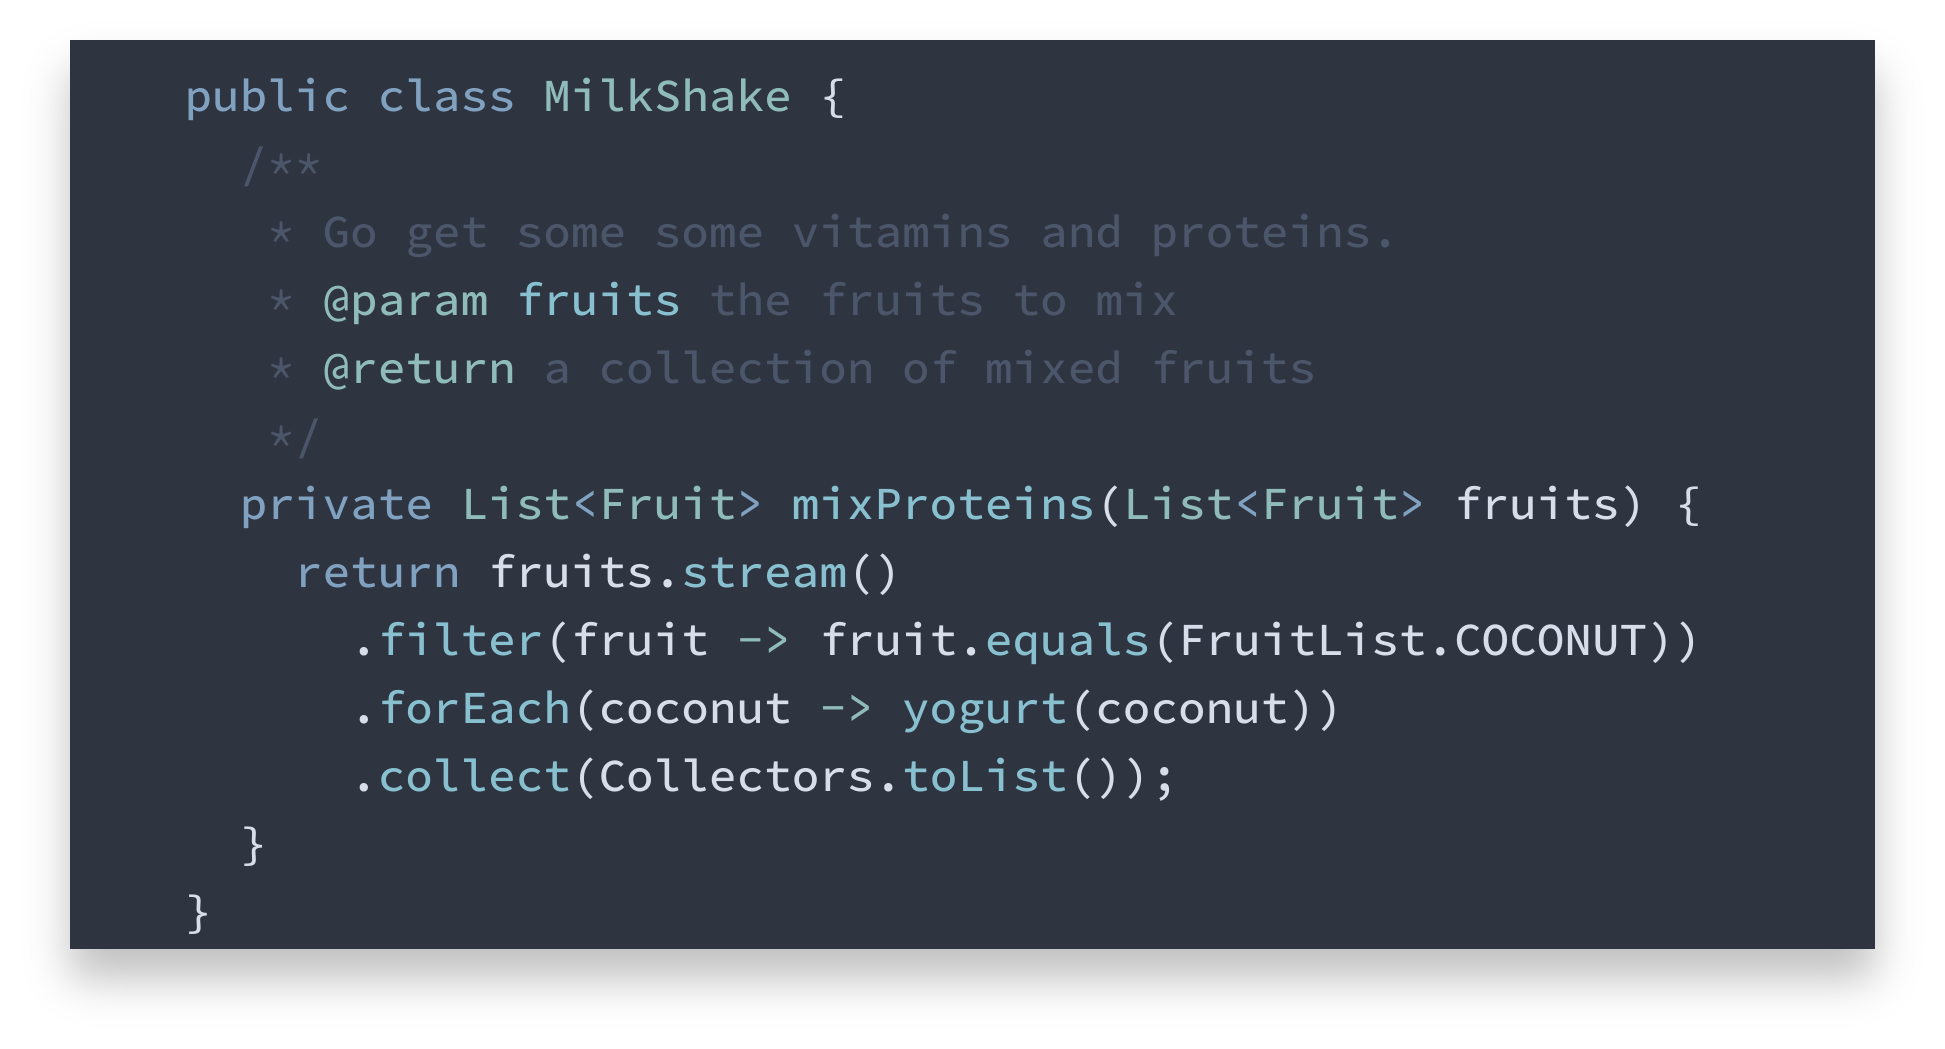 public class MilkShake {
/**
* Go get some some vitamins and proteins.
* @param fruits the fruits to mix
* @return a collection of mixed fruits
*/
private List<Fruit> mixProteins(List<Fruit> fruits) {
return fruits.stream()
.filter(fruit -> fruit.equals(FruitList.COCONUT))
.forEach(coconut -> yogurt(coconut))
.collect(Collectors.toList());
}
}